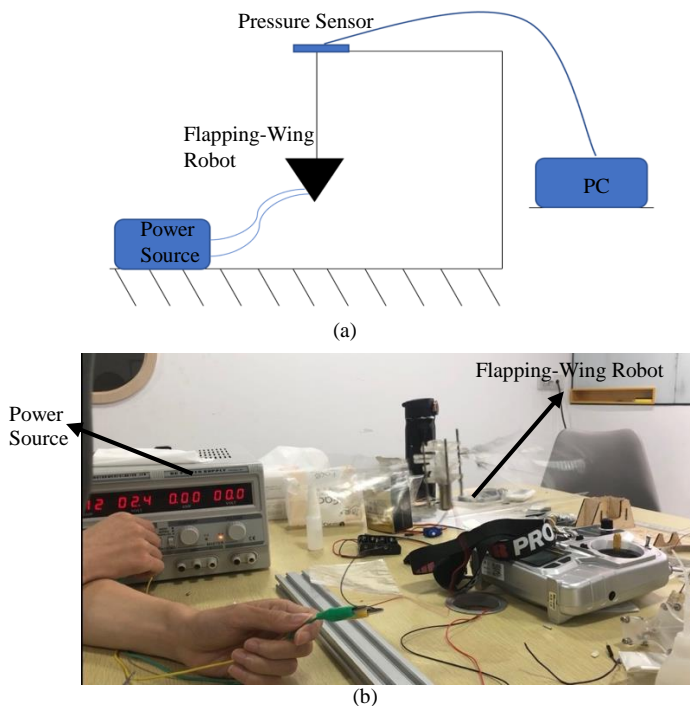 Pressure Sensor
Flapping-Wing
Robot
PC
Power
Source
(a)
Flapping-Wing Robot
Power
Source
12 02.4 0.00 00.0
PRO
(b)